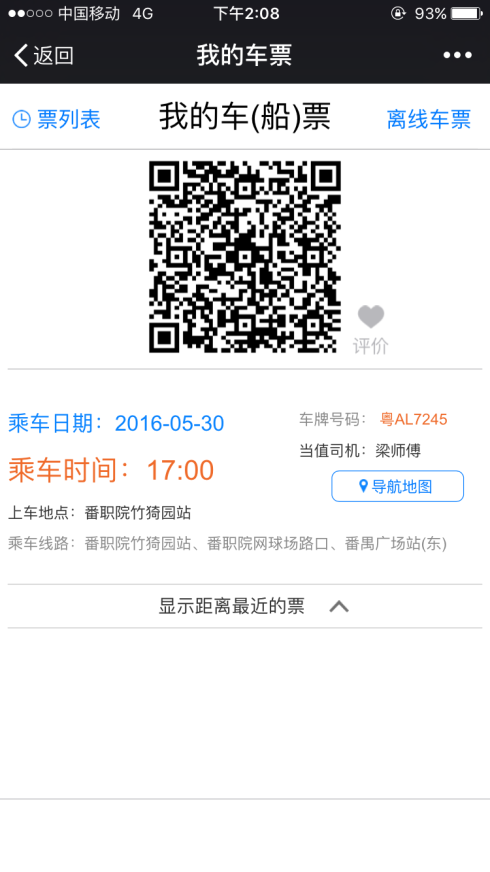 中国移动 4G 下午2:08 93%
返回 我的车票
票列表 我的车(船)票 离线车票
评价
乘车日期：2016-05-30 车牌号码：粤AL7245
当值司机：梁师傅
乘车时间：17:00
导航地图
上车地点：番职院竹猗园站
乘车线路：番职院竹猗园站、番职院网球场路口、番禺广场站(东)
显示距离最近的票